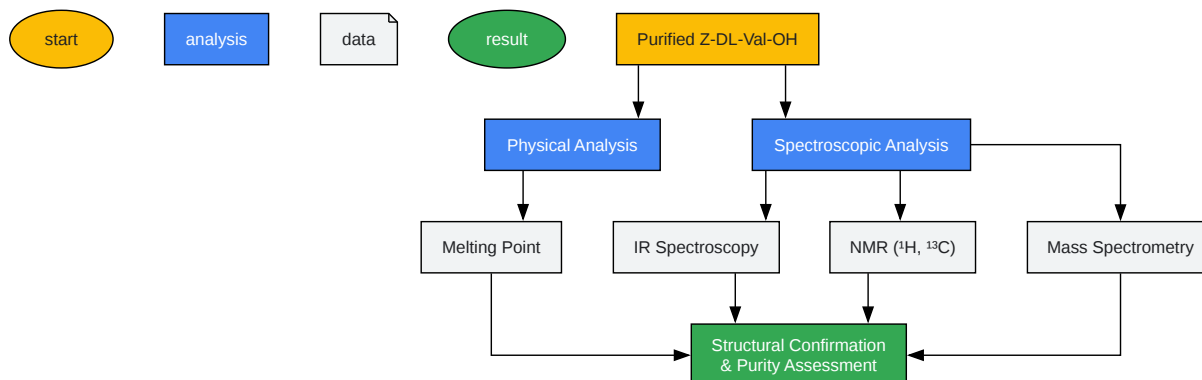 start
analysis
data
result
Purified Z-DL-Val-OH
Physical Analysis
Spectroscopic Analysis
Melting Point
IR Spectroscopy
NMR (¹H, ¹³C)
Mass Spectrometry
Structural Confirmation
& Purity Assessment